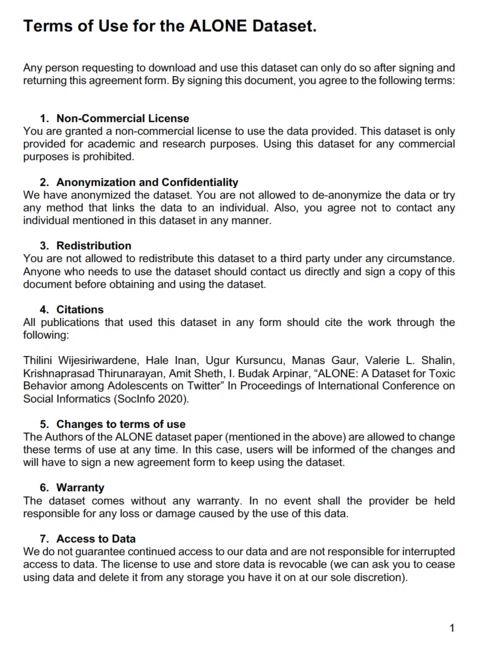 Terms of Use for the ALONE Dataset.
Any person requesting to download and use this dataset can only do so after signing and
returning this agreement form. By signing this document, you agree to the following terms:
1. Non-Commercial License
You are granted a non-commercial license to use the data provided. This dataset is only
provided for academic and research purposes. Using this dataset for any commercial
purposes is prohibited.
2. Anonymization and Confidentiality
We have anonymized the dataset. You are not allowed to de-anonymize the data or try
any method that links the data to an individual. Also, you agree not to contact any
individual mentioned in this dataset in any manner.
3. Redistribution
You are not allowed to redistribute this dataset to a third party under any circumstance.
Anyone who needs to use the dataset should contact us directly and sign a copy of this
document before obtaining and using the dataset.
4. Citations
All publications that used this dataset in any form should cite the work through the
following:
Thilini Wijesiriwardene, Hale Inan, Ugur Kursuncu, Manas Gaur, Valerie L. Shalin,
Krishnaprasad Thirunarayan, Amit Sheth, I. Budak Arpinar, “ALONE: A Dataset for Toxic
Behavior among Adolescents on Twitter” In Proceedings of International Conference on
Social Informatics (SocInfo 2020).
5. Changes to terms of use
The Authors of the ALONE dataset paper (mentioned in the above) are allowed to change
these terms of use at any time. In this case, users will be informed of the changes and
will have to sign a new agreement form to keep using the dataset.
6. Warranty
The dataset comes without any warranty. In no event shall the provider be held
responsible for any loss or damage caused by the use of this data.
7. Access to Data
We do not guarantee continued access to our data and are not responsible for interrupted
access to data. The license to use and store data is revocable (we can ask you to cease
using data and delete it from any storage you have it on at our sole discretion).
1